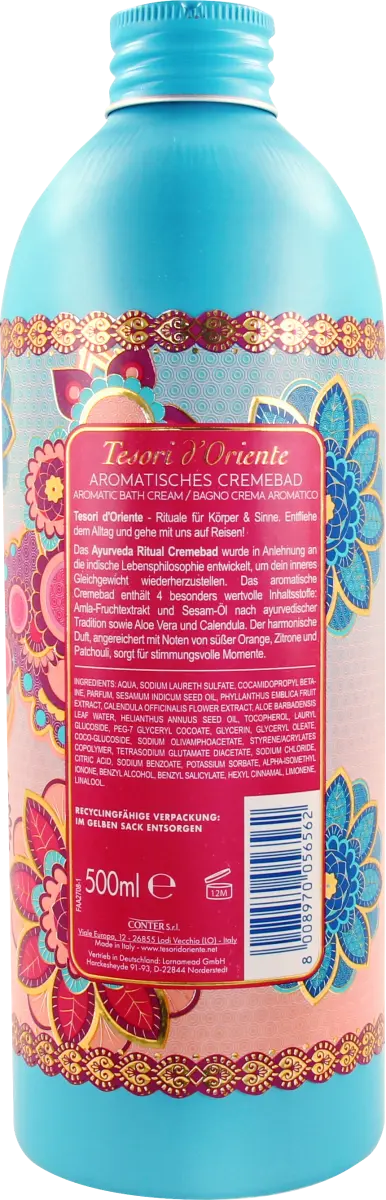 Tesori d'Oriente
AROMATISCHES CREMEBAD
AROMATIC BATH CREAM / BAGNO CREMA AROMATICO
Tesori d'Oriente - Rituale für Körper & Sinne. Entfliehe
dem Alltag und gehe mit uns auf Reisen!
Das Ayurveda Ritual Cremebad wurde in Anlehnung an
die indische Lebensphilosophie entwickelt, um dein inneres
Gleichgewicht wiederherzustellen. Das aromatische
Cremebad enthält 4 besonders wertvolle Inhaltsstoffe:
Amla-Fruchtextrakt und Sesam-Öl nach ayurvedischer
Tradition sowie Aloe Vera und Calendula. Der harmonische
Duft, angereichert mit Noten von süßer Orange, Zitrone und
Patchouli, sorgt für stimmungsvolle Momente.
INGREDIENTS: AQUA, SODIUM LAURETH SULFATE, COCAMIDOPROPYL BETA-
INE, PARFUM, SESAMUM INDICUM SEED OIL, PHYLLANTHUS EMBLICA FRUIT
EXTRACT, CALENDULA OFFICINALIS FLOWER EXTRACT, ALOE BARBADENSIS
LEAF WATER, HELIANTHUS ANNUUS SEED OIL, TOCOPHEROL, LAURYL
GLUCOSIDE, PEG-7 GLYCERYL COCOATE, GLYCERIN, GLYCERYL OLEATE,
COCO-GLUCOSIDE, SODIUM OLIVAMPHOACETATE, STYRENE/ACRYLATES
COPOLYMER, TETRASODIUM GLUTAMATE DIACETATE, SODIUM CHLORIDE,
CITRIC ACID, SODIUM BENZOATE, POTASSIUM SORBATE, ALPHA-ISOMETHYL
IONONE, BENZYL ALCOHOL, BENZYL SALICYLATE, HEXYL CINNAMAL, LIMONENE,
LINALOOL.
RECYCLINGFÄHIGE VERPACKUNG:
IM GELBEN SACK ENTSORGEN
500ml e
12M
FAA2708-1
8 008970 056562
CONTER S.r.l.
Viale Europa, 12 - 26855 Lodi Vecchia (LO) - Italy
Made in Italy - www.tesoridoriente.net
Vertrieb in Deutschland: Lornamead GmbH
Harckesheyde 91-93, D-22844 Norderstedt